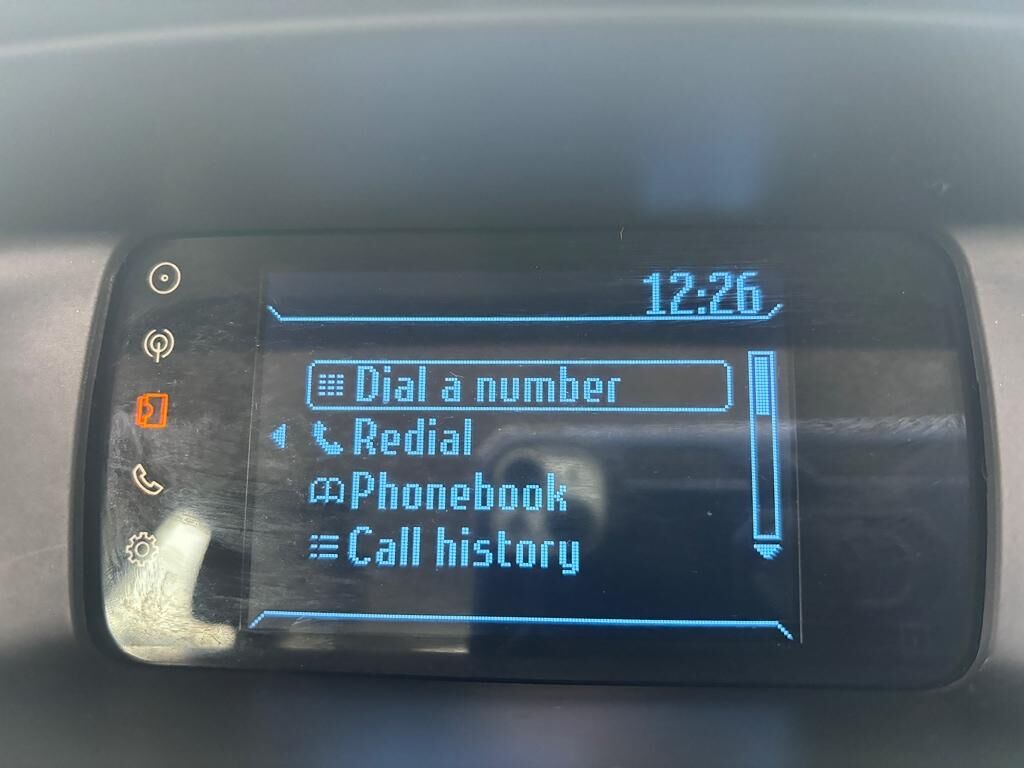 12:26
Dial a number
Redial
Phonebook
Call history